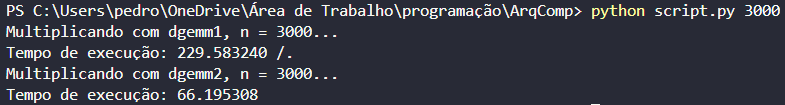 PS C:\Users\pedro\OneDrive\Área de Trabalho\programação\ArqComp> python script.py 3000
Multiplicando com dgemm1, n = 3000...
Tempo de execução: 229.583240 /.
Multiplicando com dgemm2, n = 3000...
Tempo de execução: 66.195308